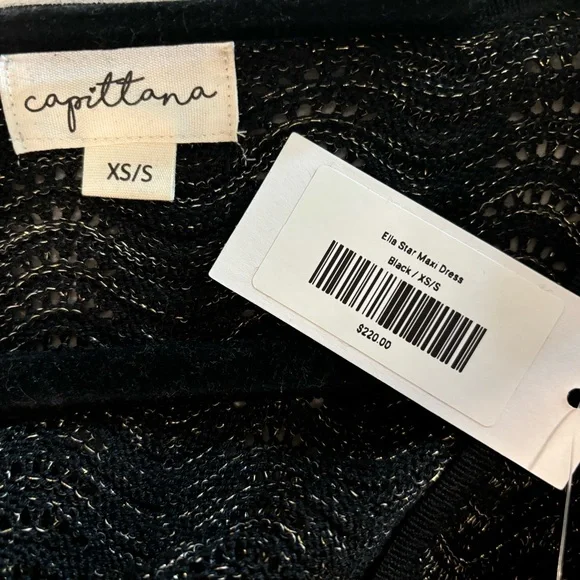 capittana
XS/S
Ella Star Maxi Dress
Black / XS/S
$220.00